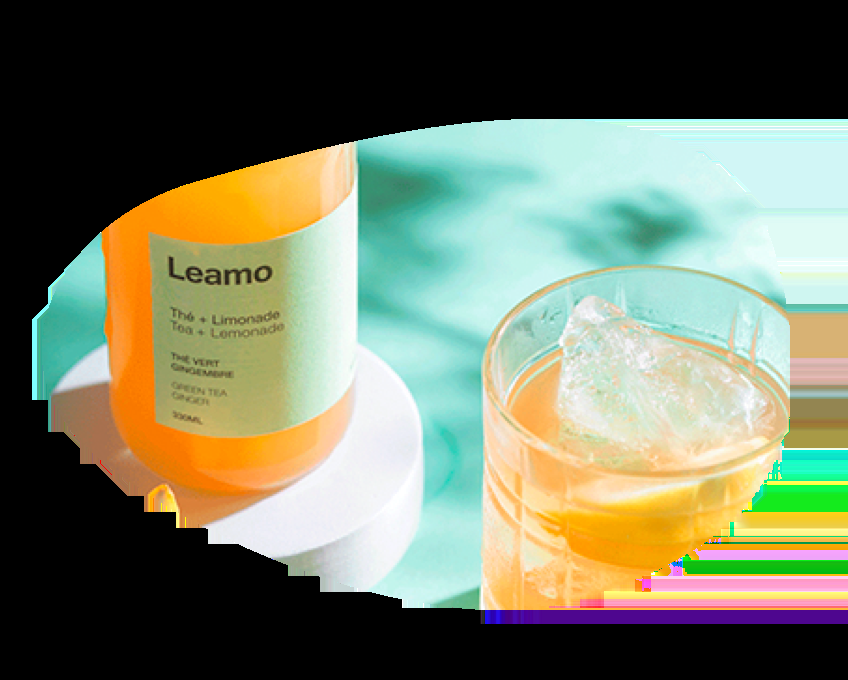 Leamo
Thé + Limonade
Tea + Lemonade
THÉ VERT
GINGEMBRE
GREEN TEA
GINGER
330ML